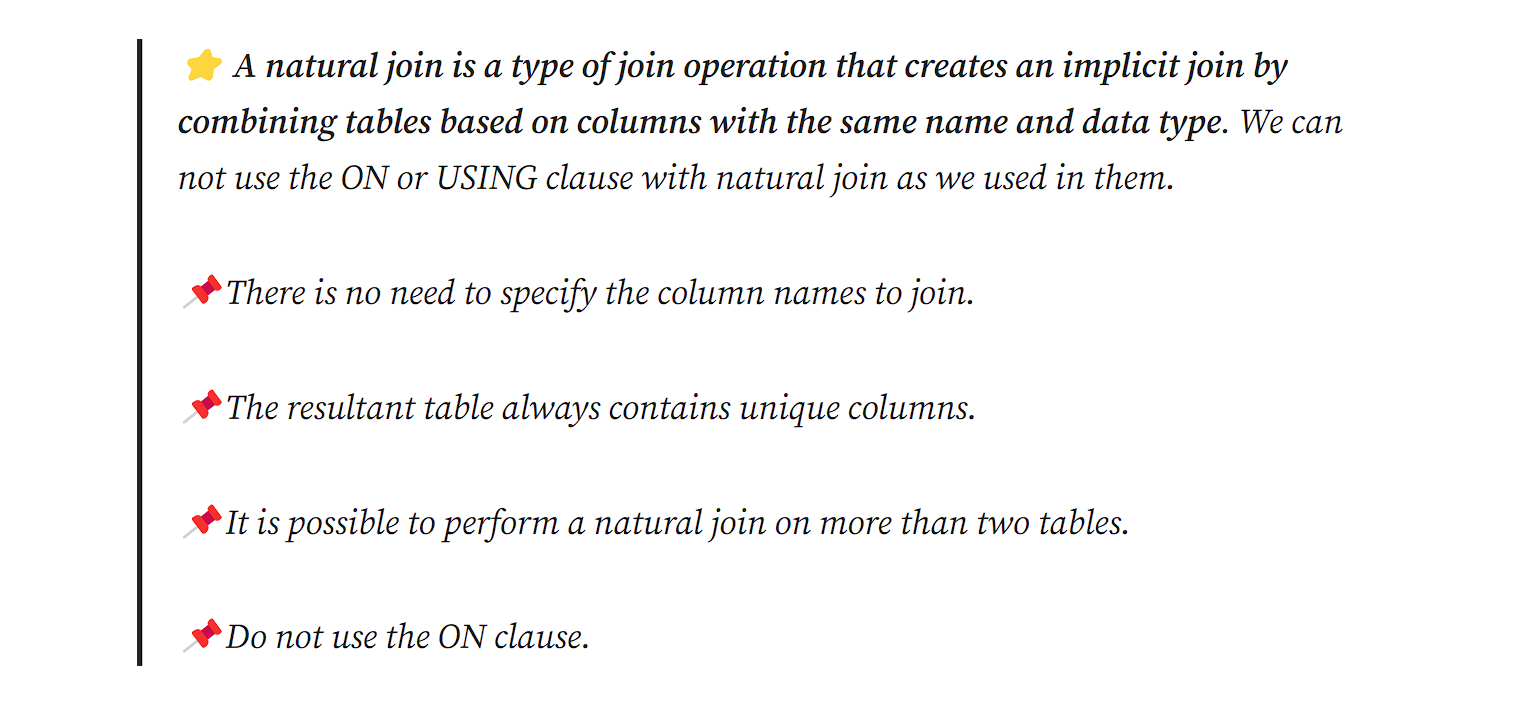 ⭐ A natural join is a type of join operation that creates an implicit join by
combining tables based on columns with the same name and data type. We can
not use the ON or USING clause with natural join as we used in them.
📌There is no need to specify the column names to join.
📌The resultant table always contains unique columns.
📌It is possible to perform a natural join on more than two tables.
📌Do not use the ON clause.